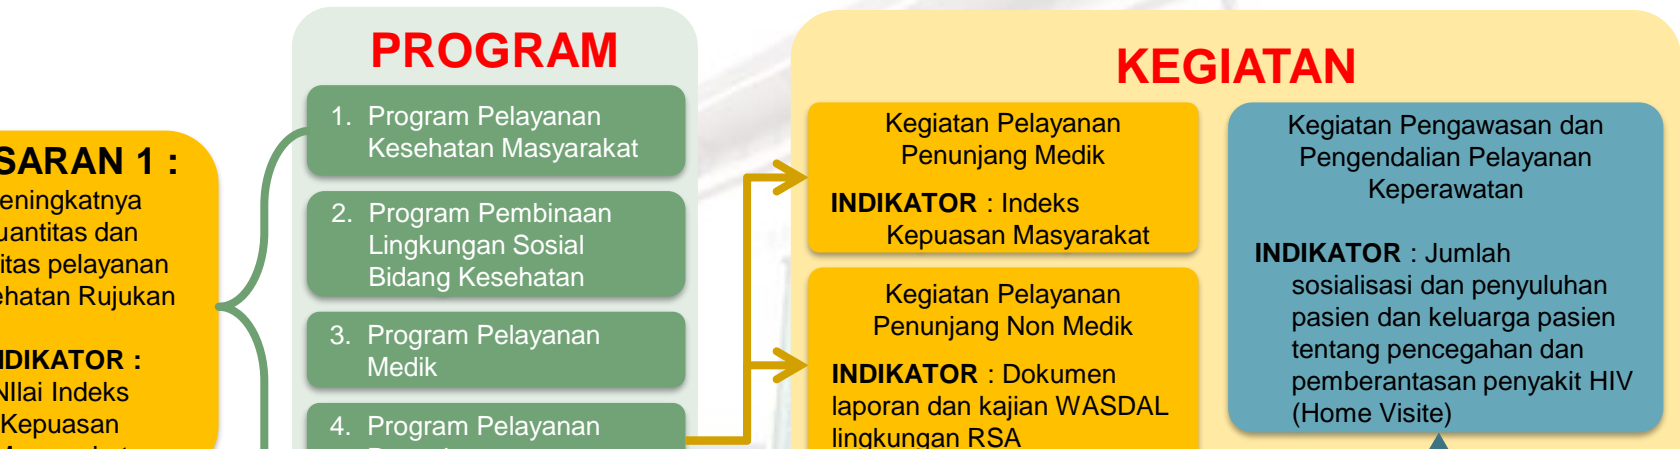 SARAN 1 :
eningkatnya
uantitas dan
itas pelayanan
ehatan Rujukan
NDIKATOR :
NIlai Indeks
Kepuasan
PROGRAM
1. Program Pelayanan
Kesehatan Masyarakat
2. Program Pembinaan
Lingkungan Sosial
Bidang Kesehatan
3. Program Pelayanan
Medik
4. Program Pelayanan
KEGIATAN
Kegiatan Pelayanan
Penunjang Medik
INDIKATOR : Indeks
Kepuasan Masyarakat
Kegiatan Pelayanan
Penunjang Non Medik
INDIKATOR : Dokumen
laporan dan kajian WASDAL
lingkungan RSA
Kegiatan Pengawasan dan
Pengendalian Pelayanan
Keperawatan
INDIKATOR : Jumlah
sosialisasi dan penyuluhan
pasien dan keluarga pasien
tentang pencegahan dan
pemberantasan penyakit HIV
(Home Visite)